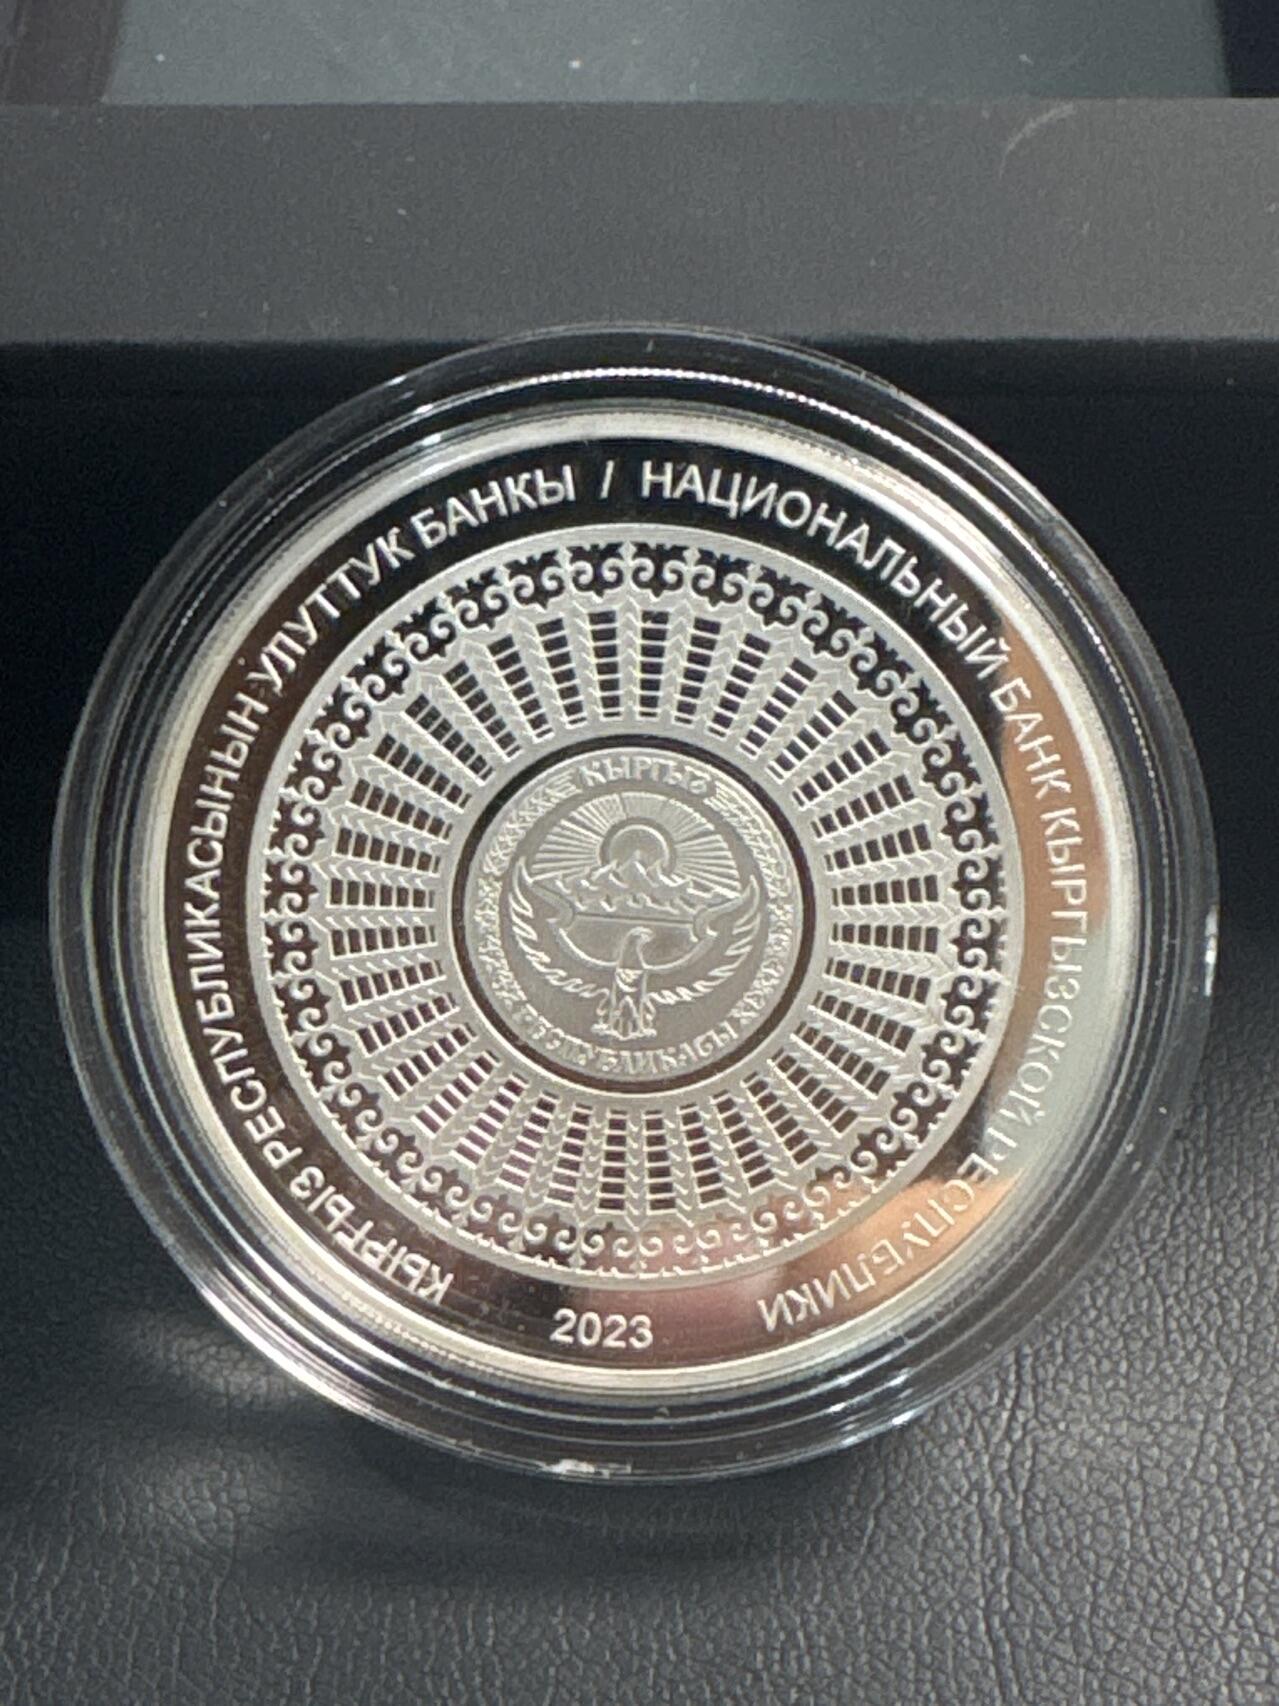 КЫРГЫЗ РЕСПУБЛИКАСЫНЫН УЛУТТУК БАНКЫ / НАЦИОНАЛЬНЫЙ БАНК КЫРГЫЗСКОЙ РЕСПУБЛИКИ
КЫРГЫЗ
РЕСПУБЛИКАСЫ
2023